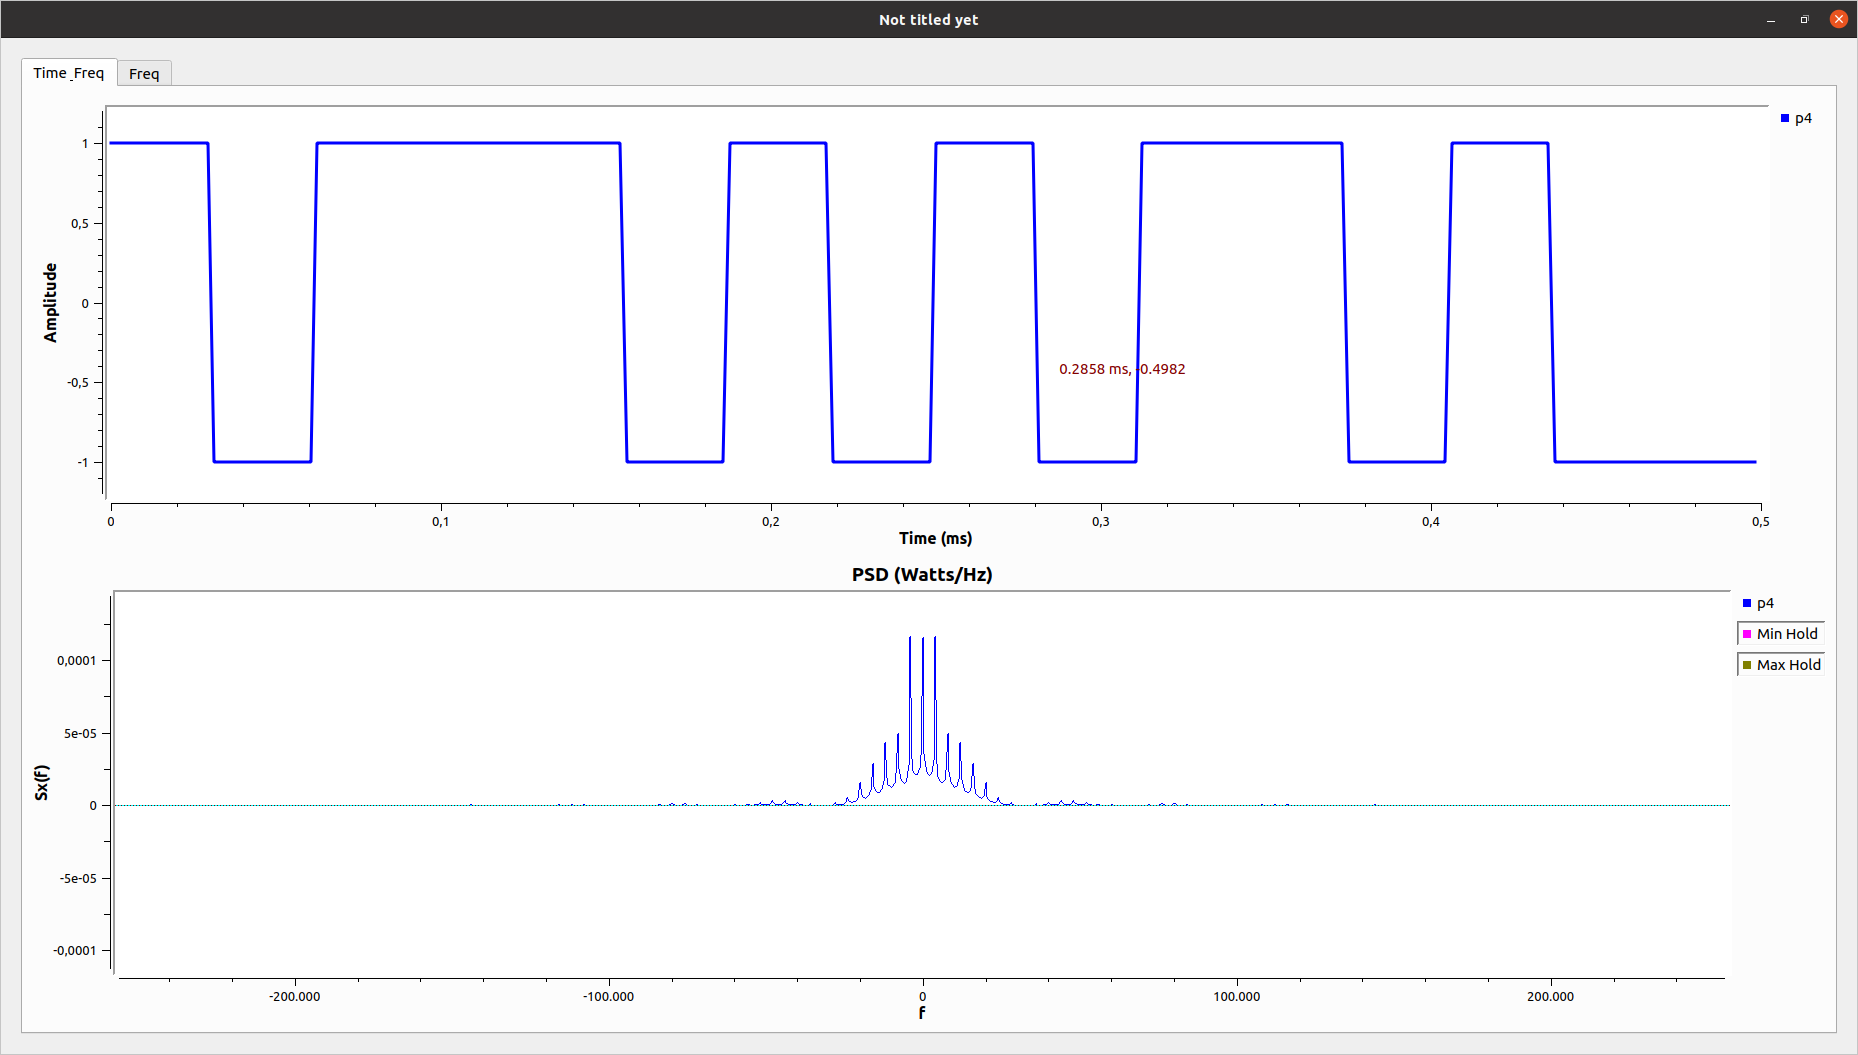 Not titled yet
Time_Freq
Freq
p4
1
0,5
0
-0,5
-1
Amplitude
0.2858 ms, -0.4982
0
0,1
0,2
0,3
0,4
0,5
Time (ms)
PSD (Watts/Hz)
p4
Min Hold
Max Hold
0,0001
5e-05
0
-5e-05
-0,0001
Sx(f)
-200.000
-100.000
0
100.000
200.000
f